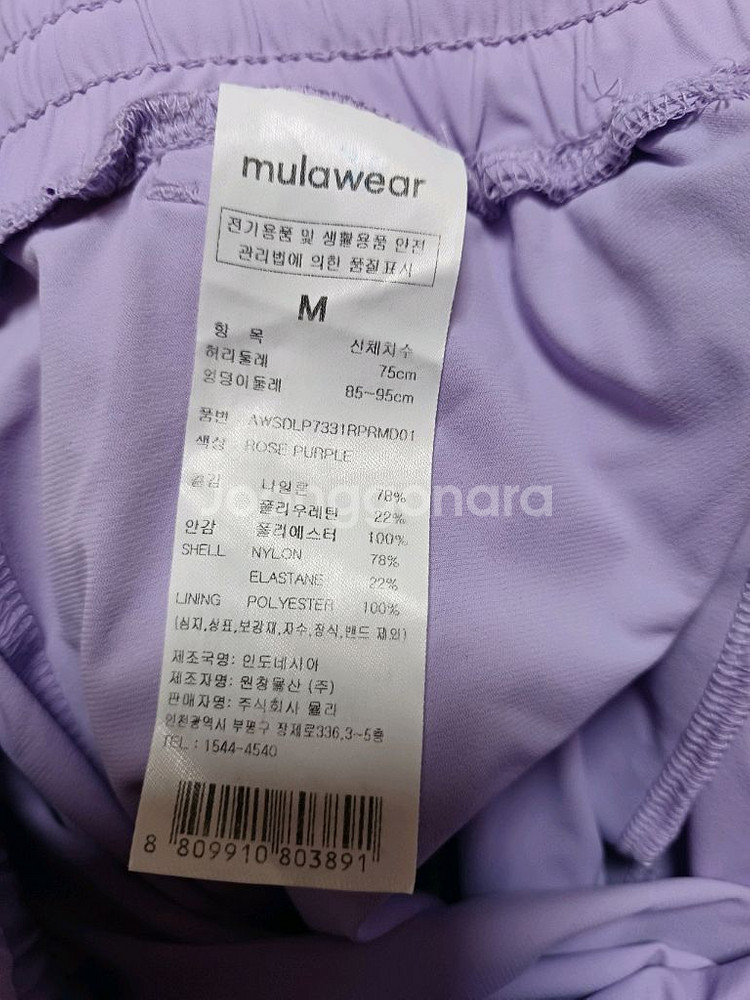 mulawear
전기용품 및 생활용품 안전
관리법에 의한 품질표시
M
항 목 신체치수
허리둘레 75cm
엉덩이둘레 85~95cm
품번 AWSDLP7331RPRMD01
색상 ROSE PURPLE
겉감 나일론 78%
폴리우레탄 22%
안감 폴리에스터 100%
SHELL NYLON 78%
ELASTANE 22%
LINING POLYESTER 100%
(심지,상표,보강재,자수,장식,밴드 제외)
제조국명: 인도네시아
제조자명: 원창물산 (주)
판매자명: 주식회사 뮬라
인천광역시 부평구 장제로336,3~5층
TEL : 1544-4540
8 809910 803891
Joonggonara